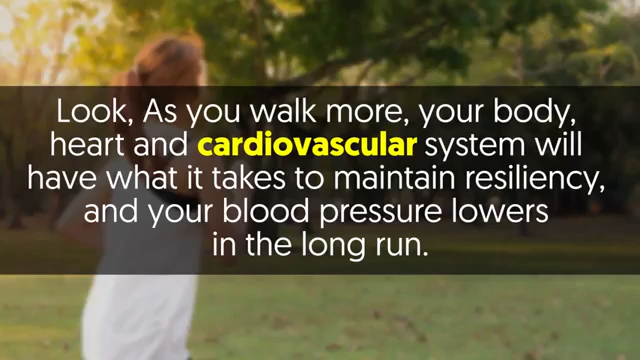 Look, As you walk more, your body,
heart and cardiovascular system will
have what it takes to maintain resiliency,
and your blood pressure lowers
in the long run.